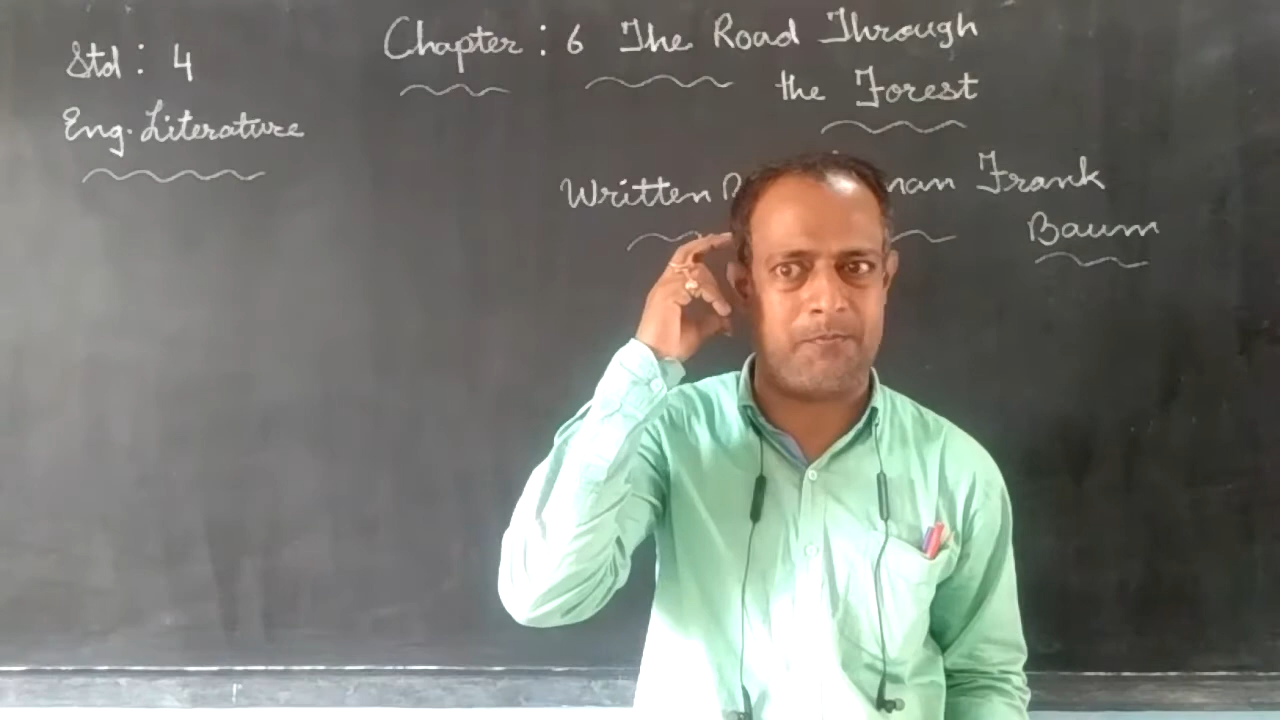 Std: 4
Eng. Literature
Chapter: 6 The Road Through
the Forest
Written Frank
Baum